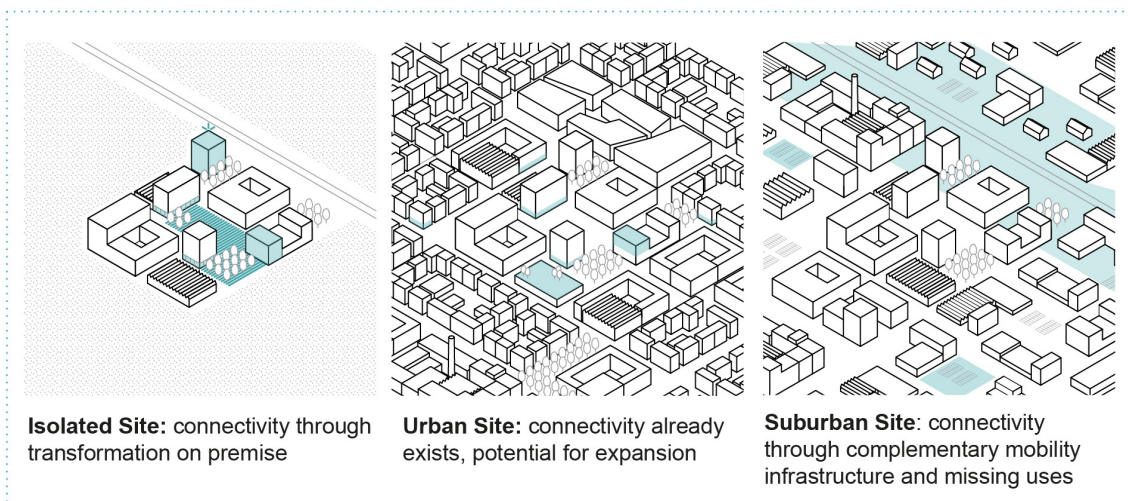 Isolated Site: connectivity through
transformation on premise
Urban Site: connectivity already
exists, potential for expansion
Suburban Site: connectivity
through complementary mobility
infrastructure and missing uses